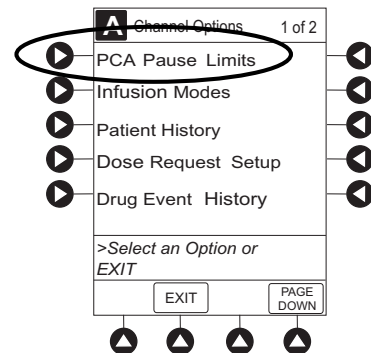 A Channel Options 1 of 2
PCA Pause Limits
Infusion Modes
Patient History
Dose Request Setup
Drug Event History
>Select an Option or
EXIT
EXIT
PAGE
DOWN